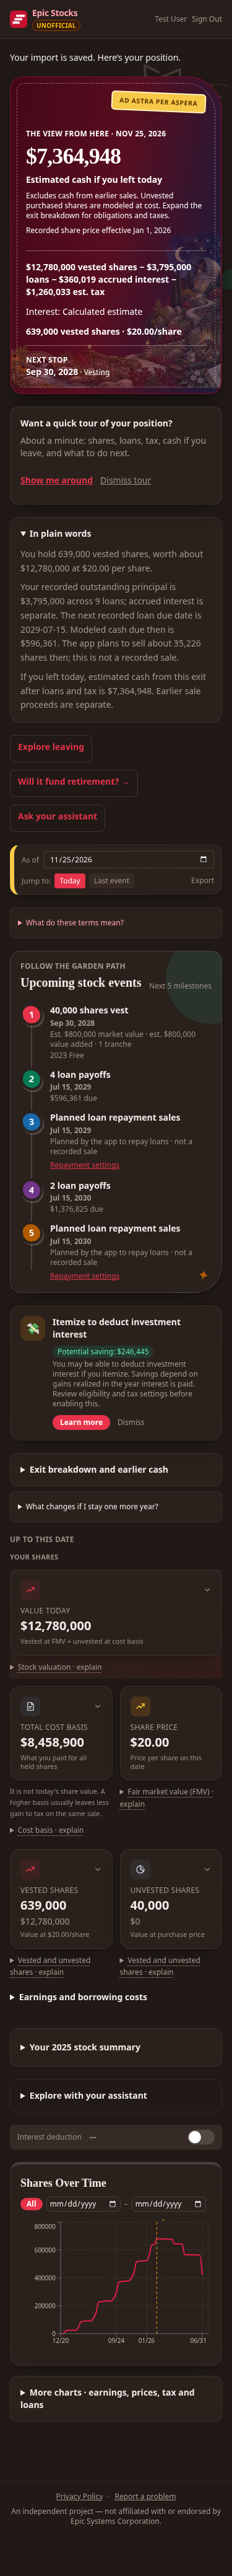 Epic Stocks
UNOFFICIAL
Test User Sign Out
Your import is saved. Here's your position.
AD ASTRA PER ASPERA
THE VIEW FROM HERE · NOV 25, 2026
$7,364,948
Estimated cash if you left today
Excludes cash from earlier sales. Unvested
purchased shares are modeled at cost. Expand the
exit breakdown for obligations and taxes.
Recorded share price effective Jan 1, 2026
$12,780,000 vested shares − $3,795,000
loans − $360,019 accrued interest −
$1,260,033 est. tax
Interest: Calculated estimate
639,000 vested shares · $20.00/share
NEXT STOP
Sep 30, 2028 · Vesting
Want a quick tour of your position?
About a minute: shares, loans, tax, cash if you
leave, and what to do next.
Show me around Dismiss tour
▼ In plain words
You hold 639,000 vested shares, worth about
$12,780,000 at $20.00 per share.
Your recorded outstanding principal is
$3,795,000 across 9 loans; accrued interest is
separate. The next recorded loan due date is
2029-07-15. Modeled cash due then is
$596,361. The app plans to sell about 35,226
shares then; this is not a recorded sale.
If you left today, estimated cash from this exit
after loans and tax is $7,364,948. Earlier sale
proceeds are separate.
Explore leaving
Will it fund retirement? →
Ask your assistant
As of 11/25/2026
Jump to: Today Last event Export
▶ What do these terms mean?
FOLLOW THE GARDEN PATH
Upcoming stock events Next 5 milestones
1 40,000 shares vest
Sep 30, 2028
Est. $800,000 market value · est. $800,000
value added · 1 tranche
2023 Free
2 4 loan payoffs
Jul 15, 2029
$596,361 due
3 Planned loan repayment sales
Jul 15, 2029
Planned by the app to repay loans · not a
recorded sale
Repayment settings
4 2 loan payoffs
Jul 15, 2030
$1,376,825 due
5 Planned loan repayment sales
Jul 15, 2030
Planned by the app to repay loans · not a
recorded sale
Repayment settings
Itemize to deduct investment
interest
Potential saving: $246,445
You may be able to deduct investment
interest if you itemize. Savings depend on
gains realized in the year interest is paid.
Review eligibility and tax settings before
enabling this.
Learn more Dismiss
▶ Exit breakdown and earlier cash
▶ What changes if I stay one more year?
UP TO THIS DATE
YOUR SHARES
VALUE TODAY
$12,780,000
Vested at FMV + unvested at cost basis
▶ Stock valuation · explain
TOTAL COST BASIS
$8,458,900
What you paid for all
held shares
It is not today's share value. A
higher basis usually leaves less
gain to tax on the same sale.
▶ Cost basis · explain
SHARE PRICE
$20.00
Price per share on this
date
▶ Fair market value (FMV) ·
explain
VESTED SHARES
639,000
$12,780,000
Value at $20.00/share
▶ Vested and unvested
shares · explain
UNVESTED SHARES
40,000
$0
Value at purchase price
▶ Vested and unvested
shares · explain
▶ Earnings and borrowing costs
▶ Your 2025 stock summary
▶ Explore with your assistant
Interest deduction —
Shares Over Time
All mm/dd/yyyy – mm/dd/yyyy
800000
600000
400000
200000
0
12/20 09/24 01/26 06/31
▶ More charts · earnings, prices, tax and
loans
Privacy Policy · Report a problem
An independent project — not affiliated with or endorsed by
Epic Systems Corporation.